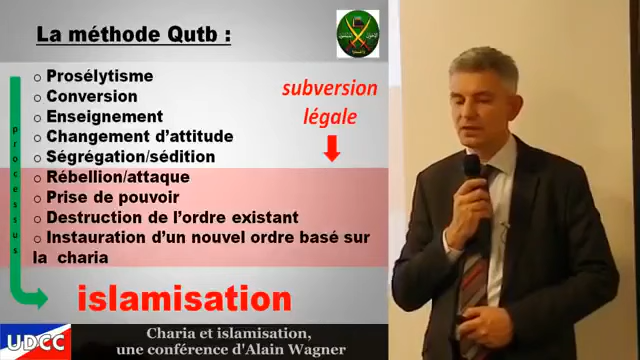 La méthode Qutb :
processus
o Prosélytisme
o Conversion
o Enseignement
o Changement d’attitude
o Ségrégation/sédition
o Rébellion/attaque
o Prise de pouvoir
o Destruction de l’ordre existant
o Instauration d’un nouvel ordre basé sur
la charia
subversion
légale
islamisation
UDCC
Charia et islamisation,
une conférence d'Alain Wagner